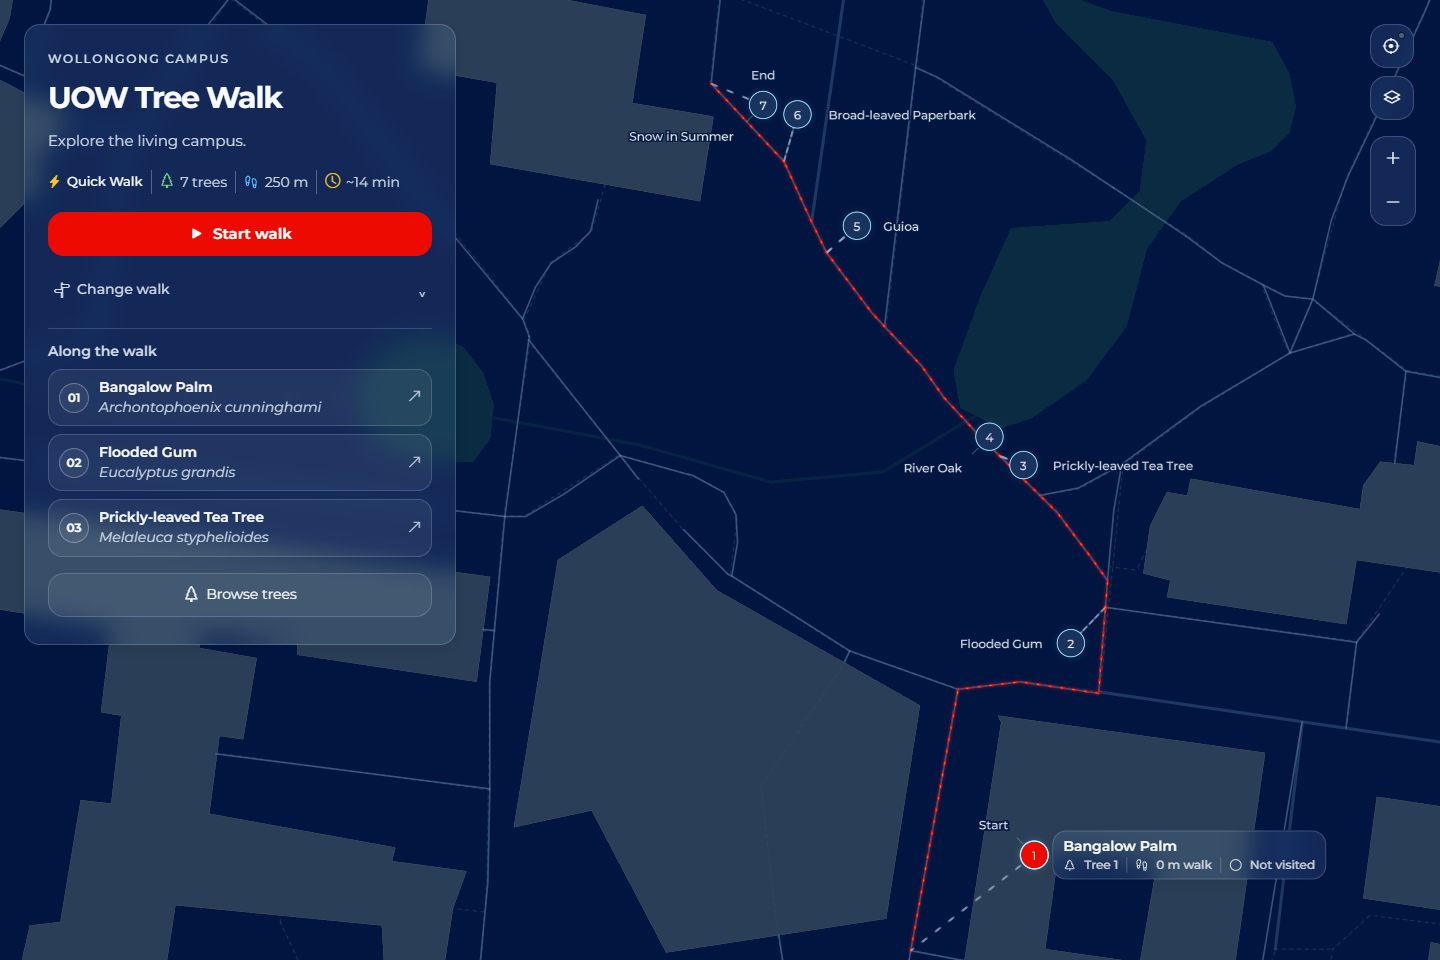 WOLLONGONG CAMPUS
UOW Tree Walk
Explore the living campus.
Quick Walk
7 trees
250 m
~14 min
Start walk
Change walk
Along the walk
01
Bangalow Palm
Archontophoenix cunninghami
02
Flooded Gum
Eucalyptus grandis
03
Prickly-leaved Tea Tree
Melaleuca styphelioides
Browse trees
End
7
6
Broad-leaved Paperbark
Snow in Summer
5
Guioa
4
River Oak
3
Prickly-leaved Tea Tree
Flooded Gum
2
Start
1
Bangalow Palm
Tree 1
0 m walk
Not visited